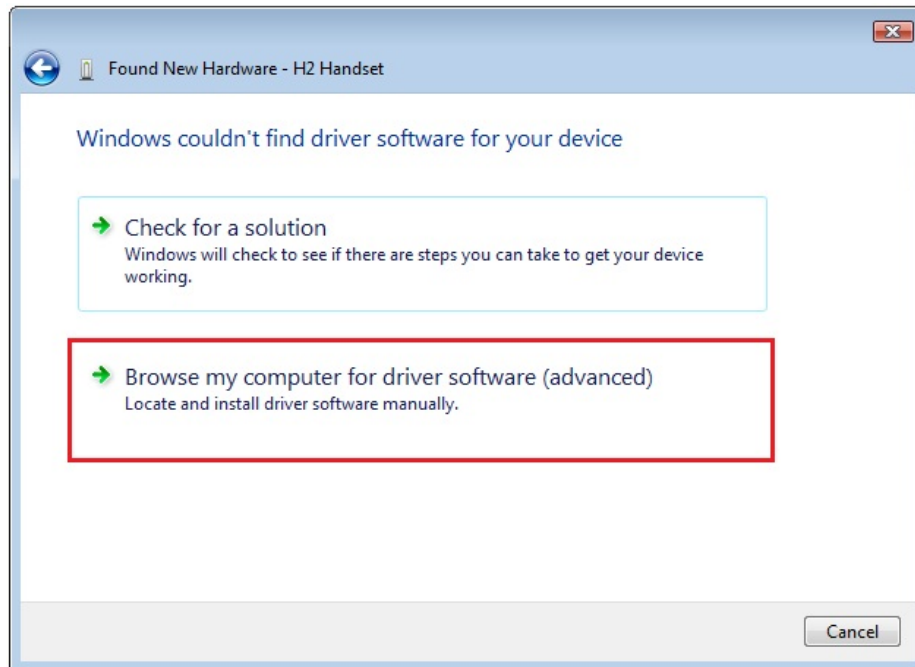 Found New Hardware - H2 Handset
Windows couldn't find driver software for your device
Check for a solution
Windows will check to see if there are steps you can take to get your device
working.
Browse my computer for driver software (advanced)
Locate and install driver software manually.
Cancel